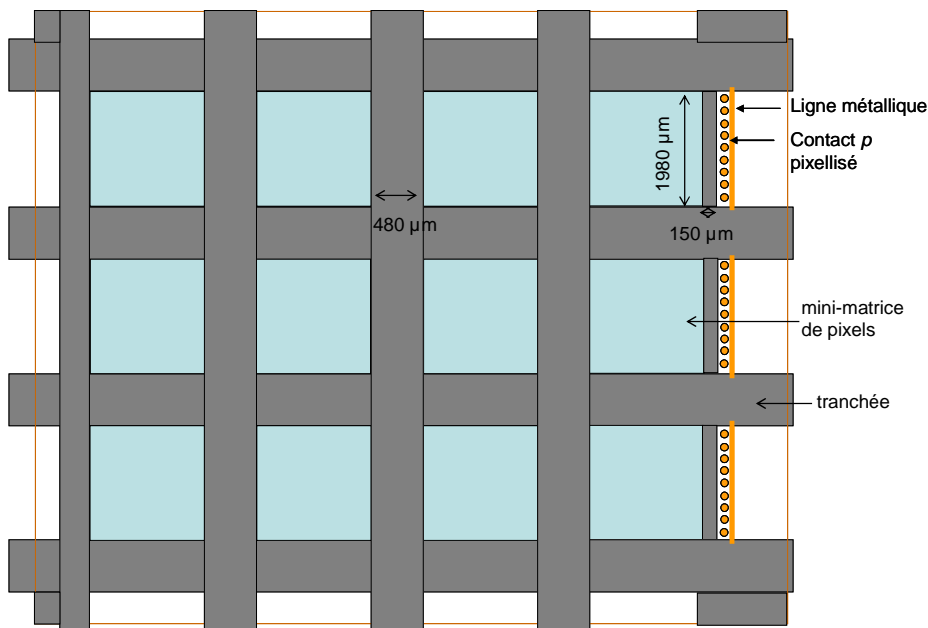 Ligne métallique
Contact p
pixellisé
1980 µm
480 µm
150 µm
mini-matrice
de pixels
tranchée